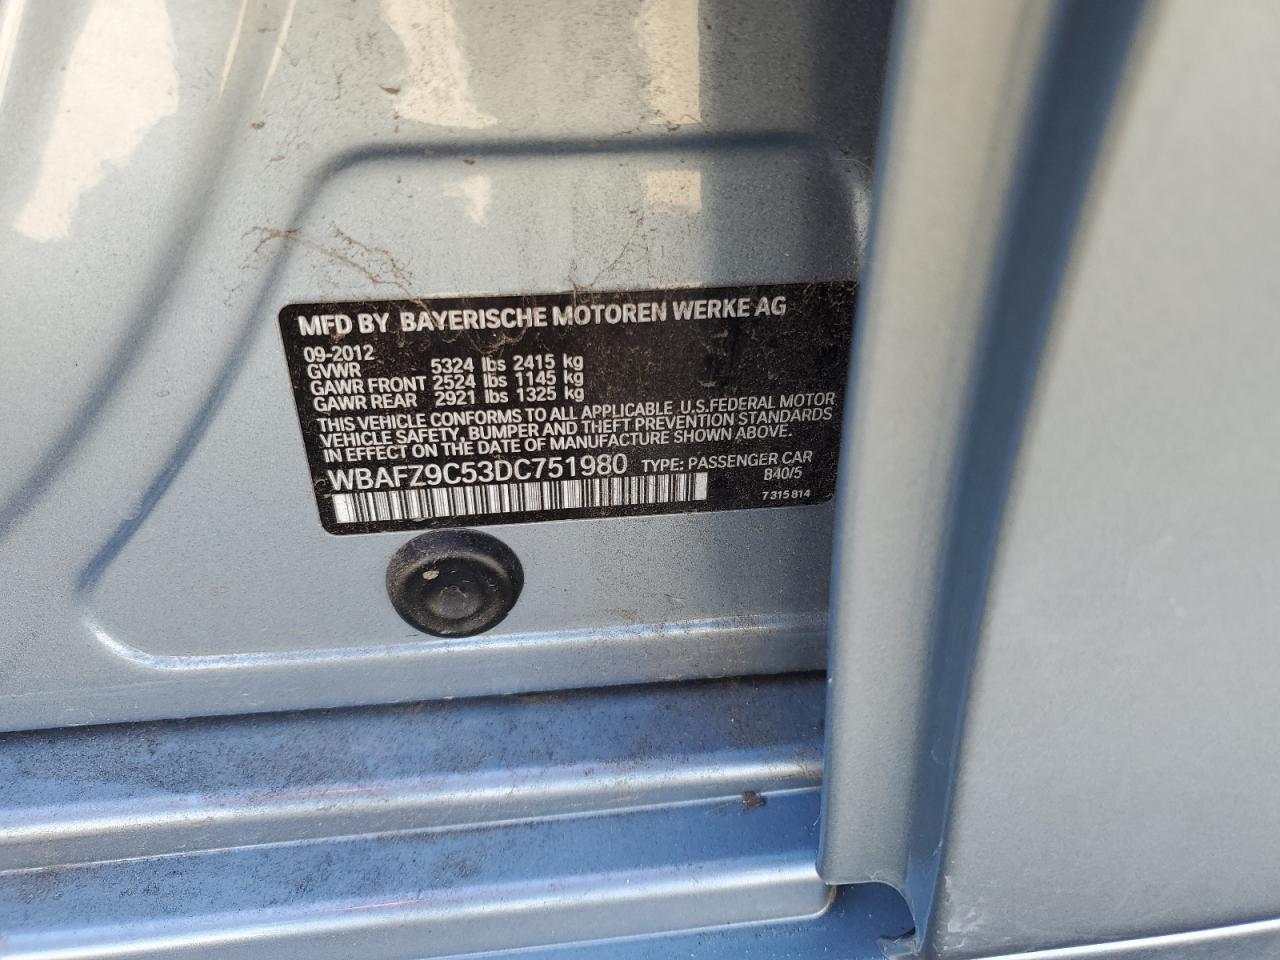 MFD BY BAYERISCHE MOTOREN WERKE AG
09-2012
GVWR 5324 lbs 2415 kg
GAWR FRONT 2524 lbs 1145 kg
GAWR REAR 2921 lbs 1325 kg
THIS VEHICLE CONFORMS TO ALL APPLICABLE U.S.FEDERAL MOTOR
VEHICLE SAFETY, BUMPER AND THEFT PREVENTION STANDARDS
IN EFFECT ON THE DATE OF MANUFACTURE SHOWN ABOVE.
WBAFZ9C53DC751980 TYPE: PASSENGER CAR
B40/5
7 315 814